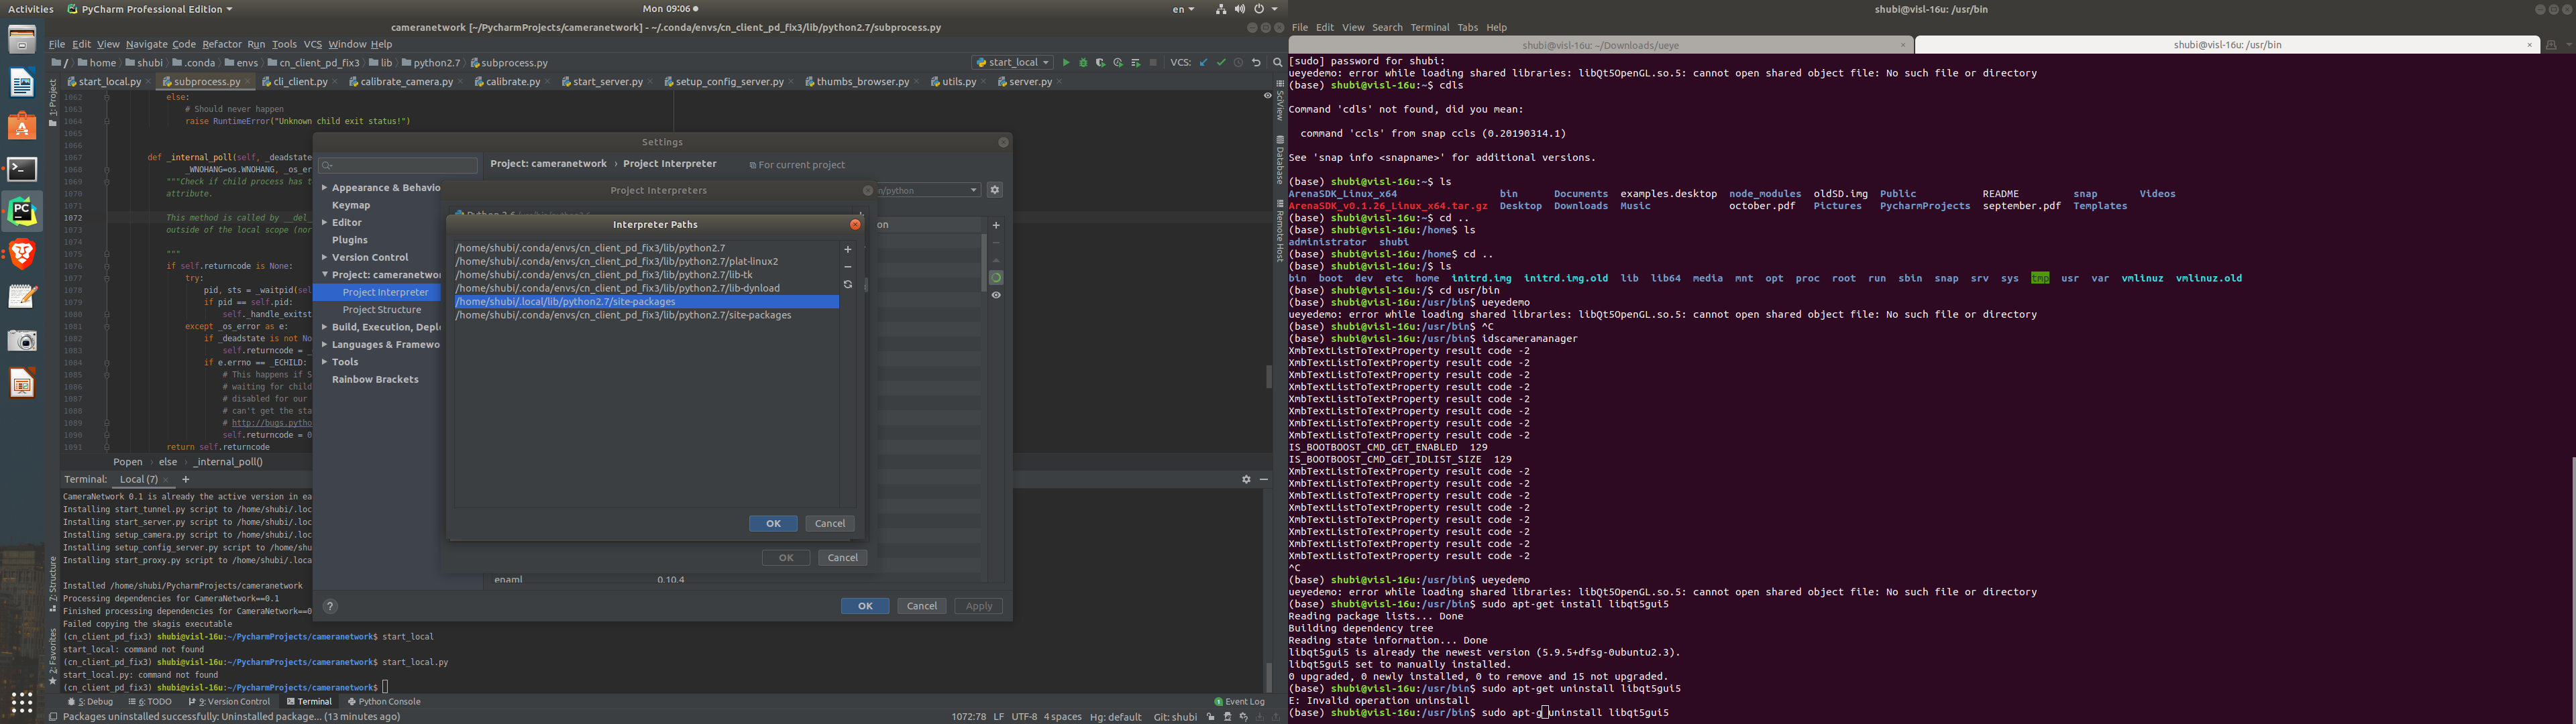 Activities PyCharm Professional Edition Mon 09:06 en
cameranetwork [~/PycharmProjects/cameranetwork] - ~/.conda/envs/cn_client_pd_fix3/lib/python2.7/subprocess.py
File Edit View Navigate Code Refactor Run Tools VCS Window Help
/ home shubi .conda envs cn_client_pd_fix3 lib python2.7 subprocess.py start_local VCS:
start_local.py subprocess.py cli_client.py calibrate_camera.py calibrate.py start_server.py setup_config_server.py thumbs_browser.py utils.py server.py
1: Project
SciView
Database
Remote Host
7: Structure
2: Favorites
1062 else:
1063 # Should never happen
1064 raise RuntimeError("Unknown child exit status!")
1065
1066
1067 def _internal_poll(self, _deadstate
1068 _WNOHANG=os.WNOHANG, _os_er
1069 """Check if child process has t
1070 attribute.
1071
1072 This method is called by __del_
1073 outside of the local scope (nor
1074
1075 """
1076 if self.returncode is None:
1077 try:
1078 pid, sts = _waitpid(sel
1079 if pid == self.pid:
1080 self._handle_exitst
1081 except _os_error as e:
1082 if _deadstate is not No
1083 self.returncode = _
1084 if e.errno == _ECHILD:
1085 # This happens if S
1086 # waiting for child
1087 # disabled for our
1088 # can't get the sta
1089 # http://bugs.pytho
1090 self.returncode = 0
1091 return self.returncode
Popen › else › _internal_poll()
Settings
Appearance & Behavio
Keymap
Editor
Plugins
Version Control
Project: cameranetwor
Project Interpreter
Project Structure
Build, Execution, Deplo
Languages & Framewo
Tools
Rainbow Brackets
Project: cameranetwork › Project Interpreter For current project
n/python
on
Project Interpreters
Interpreter Paths
/home/shubi/.conda/envs/cn_client_pd_fix3/lib/python2.7
/home/shubi/.conda/envs/cn_client_pd_fix3/lib/python2.7/plat-linux2
/home/shubi/.conda/envs/cn_client_pd_fix3/lib/python2.7/lib-tk
/home/shubi/.conda/envs/cn_client_pd_fix3/lib/python2.7/lib-dynload
/home/shubi/.local/lib/python2.7/site-packages
/home/shubi/.conda/envs/cn_client_pd_fix3/lib/python2.7/site-packages
OK Cancel
OK Cancel
enaml 0.10.4
? OK Cancel Apply
Terminal: Local (7) +
CameraNetwork 0.1 is already the active version in ea
Installing start_tunnel.py script to /home/shubi/.loc
Installing start_server.py script to /home/shubi/.loc
Installing setup_camera.py script to /home/shubi/.loc
Installing setup_config_server.py script to /home/shu
Installing start_proxy.py script to /home/shubi/.loca
Installed /home/shubi/PycharmProjects/cameranetwork
Processing dependencies for CameraNetwork==0.1
Finished processing dependencies for CameraNetwork==0
Failed copying the skagis executable
(cn_client_pd_fix3) shubi@visl-16u:~/PycharmProjects/cameranetwork$ start_local
start_local: command not found
(cn_client_pd_fix3) shubi@visl-16u:~/PycharmProjects/cameranetwork$ start_local.py
start_local.py: command not found
(cn_client_pd_fix3) shubi@visl-16u:~/PycharmProjects/cameranetwork$
5: Debug 6: TODO 9: Version Control Terminal Python Console Event Log
Packages uninstalled successfully: Uninstalled package... (13 minutes ago) 1072:78 LF UTF-8 4 spaces Hg: default Git: shubi
shubi@visl-16u: /usr/bin
File Edit View Search Terminal Tabs Help
shubi@visl-16u: ~/Downloads/ueye shubi@visl-16u: /usr/bin
[sudo] password for shubi:
ueyedemo: error while loading shared libraries: libQt5OpenGL.so.5: cannot open shared object file: No such file or directory
(base) shubi@visl-16u:~$ cdls
Command 'cdls' not found, did you mean:
command 'ccls' from snap ccls (0.20190314.1)
See 'snap info <snapname>' for additional versions.
(base) shubi@visl-16u:~$ ls
ArenaSDK_Linux_x64 bin Documents examples.desktop node_modules oldSD.img Public README snap Videos
ArenaSDK_v0.1.26_Linux_x64.tar.gz Desktop Downloads Music october.pdf Pictures PycharmProjects september.pdf Templates
(base) shubi@visl-16u:~$ cd ..
(base) shubi@visl-16u:/home$ ls
administrator shubi
(base) shubi@visl-16u:/home$ cd ..
(base) shubi@visl-16u:/$ ls
bin boot dev etc home initrd.img initrd.img.old lib lib64 media mnt opt proc root run sbin snap srv sys tmp usr var vmlinuz vmlinuz.old
(base) shubi@visl-16u:/$ cd usr/bin
(base) shubi@visl-16u:/usr/bin$ ueyedemo
ueyedemo: error while loading shared libraries: libQt5OpenGL.so.5: cannot open shared object file: No such file or directory
(base) shubi@visl-16u:/usr/bin$ ^C
(base) shubi@visl-16u:/usr/bin$ idscameramanager
XmbTextListToTextProperty result code -2
XmbTextListToTextProperty result code -2
XmbTextListToTextProperty result code -2
XmbTextListToTextProperty result code -2
XmbTextListToTextProperty result code -2
XmbTextListToTextProperty result code -2
XmbTextListToTextProperty result code -2
XmbTextListToTextProperty result code -2
IS_BOOTBOOST_CMD_GET_ENABLED 129
IS_BOOTBOOST_CMD_GET_IDLIST_SIZE 129
XmbTextListToTextProperty result code -2
XmbTextListToTextProperty result code -2
XmbTextListToTextProperty result code -2
XmbTextListToTextProperty result code -2
XmbTextListToTextProperty result code -2
XmbTextListToTextProperty result code -2
XmbTextListToTextProperty result code -2
XmbTextListToTextProperty result code -2
^C
(base) shubi@visl-16u:/usr/bin$ ueyedemo
ueyedemo: error while loading shared libraries: libQt5OpenGL.so.5: cannot open shared object file: No such file or directory
(base) shubi@visl-16u:/usr/bin$ sudo apt-get install libqt5gui5
Reading package lists... Done
Building dependency tree
Reading state information... Done
libqt5gui5 is already the newest version (5.9.5+dfsg-0ubuntu2.3).
libqt5gui5 set to manually installed.
0 upgraded, 0 newly installed, 0 to remove and 15 not upgraded.
(base) shubi@visl-16u:/usr/bin$ sudo apt-get uninstall libqt5gui5
E: Invalid operation uninstall
(base) shubi@visl-16u:/usr/bin$ sudo apt-g uninstall libqt5gui5